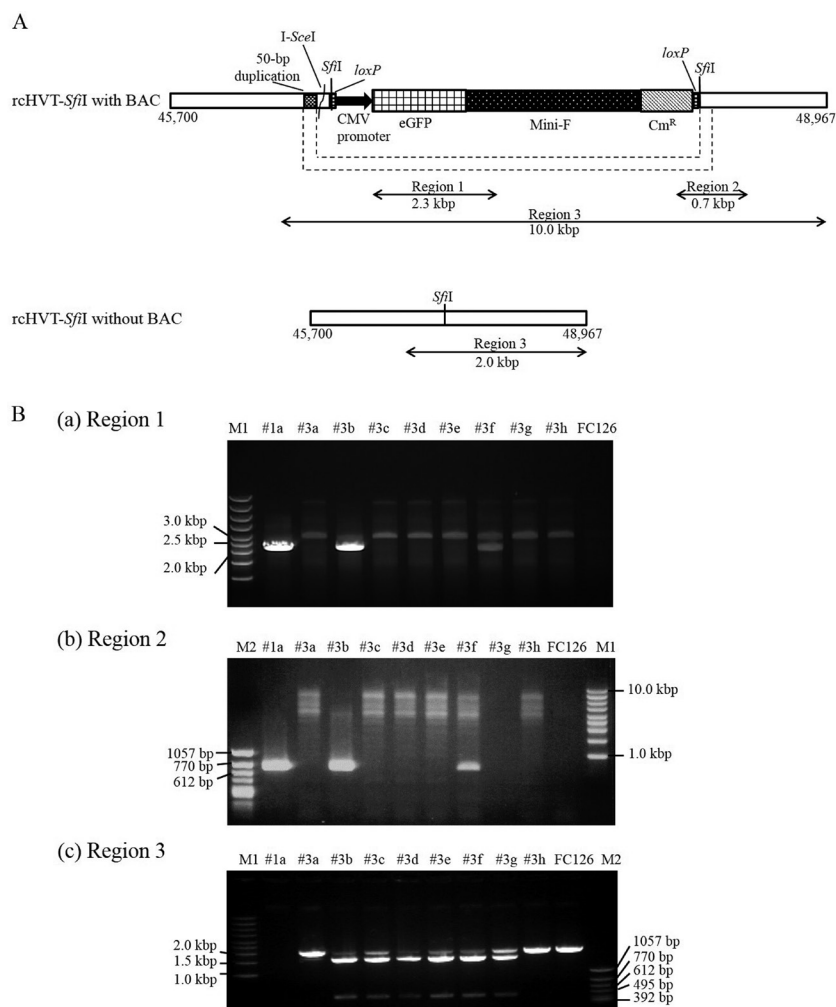 A
I-SceI
50-bp
duplication
SfiI
loxP
loxP
SfiI
rcHVT-SfiI with BAC
45,700
CMV
promoter
eGFP
Mini-F
CmR
48,967
Region 1
2.3 kbp
Region 2
0.7 kbp
Region 3
10.0 kbp
SfiI
rcHVT-SfiI without BAC
45,700
48,967
Region 3
2.0 kbp
B
(a) Region 1
M1 #1a #3a #3b #3c #3d #3e #3f #3g #3h FC126
3.0 kbp
2.5 kbp
2.0 kbp
(b) Region 2
M2 #1a #3a #3b #3c #3d #3e #3f #3g #3h FC126 M1
10.0 kbp
1.0 kbp
1057 bp
770 bp
612 bp
(c) Region 3
M1 #1a #3a #3b #3c #3d #3e #3f #3g #3h FC126 M2
2.0 kbp
1.5 kbp
1.0 kbp
1057 bp
770 bp
612 bp
495 bp
392 bp